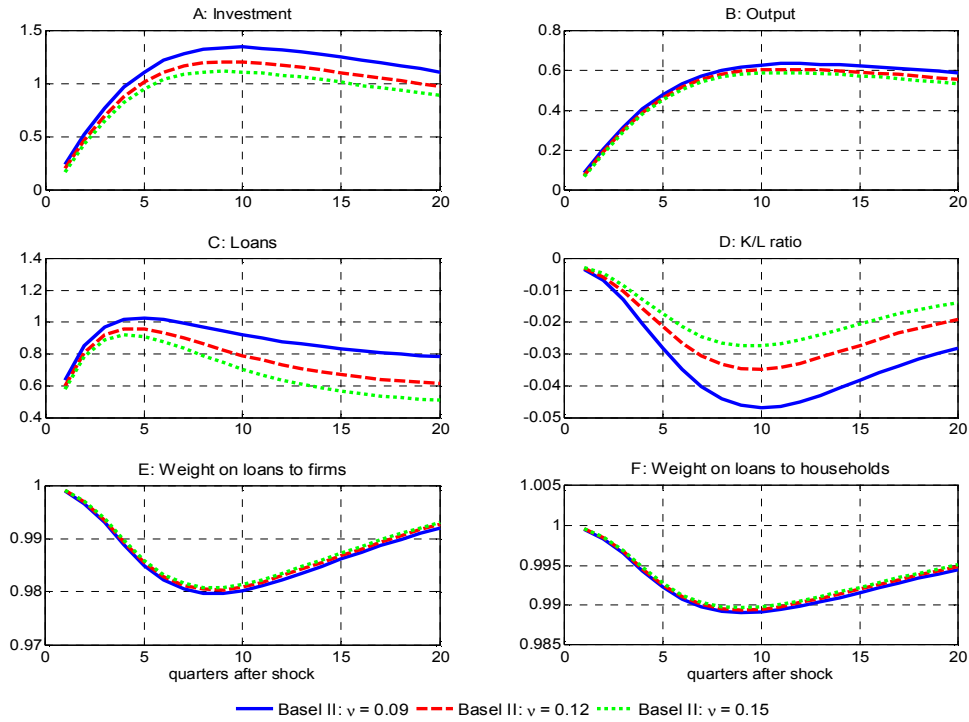 A: Investment
B: Output
1.5
1
0.5
0
0 5 10 15 20
0.8
0.6
0.4
0.2
0
0 5 10 15 20
C: Loans
D: K/L ratio
1.4
1.2
1
0.8
0.6
0.4
0 5 10 15 20
0
-0.01
-0.02
-0.03
-0.04
-0.05
0 5 10 15 20
E: Weight on loans to firms
F: Weight on loans to households
1
0.99
0.98
0.97
0 5 10 15 20
quarters after shock
1.005
1
0.995
0.99
0.985
0 5 10 15 20
quarters after shock
Basel II: ν = 0.09 Basel II: ν = 0.12 Basel II: ν = 0.15